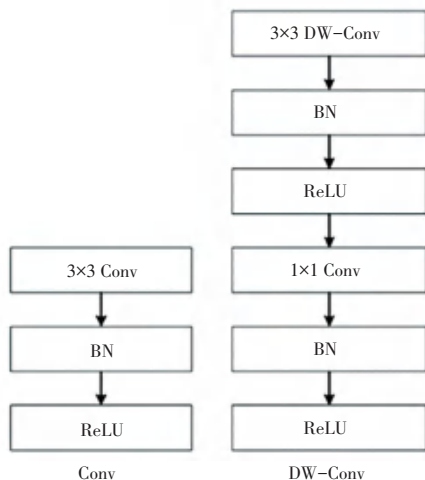 3×3 DW−Conv
BN
ReLU
3×3 Conv
1×1 Conv
BN
BN
ReLU
ReLU
Conv
DW−Conv